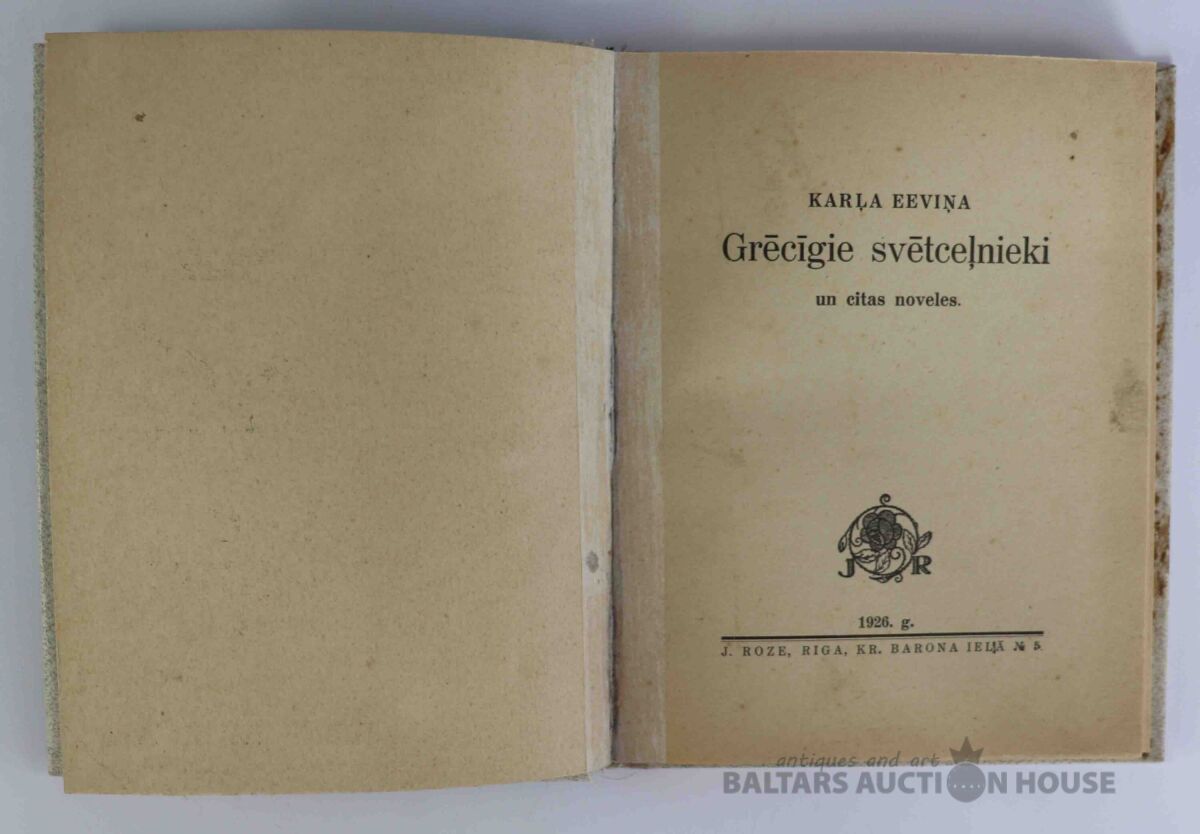 KARĻA EEVIŅA
Grēcīgie svētceļnieki
un citas noveles.
J R
1926. g.
J. ROZE, RIGA, KR. BARONA IELĀ № 5
antiques and art
BALTARS AUCTION HOUSE